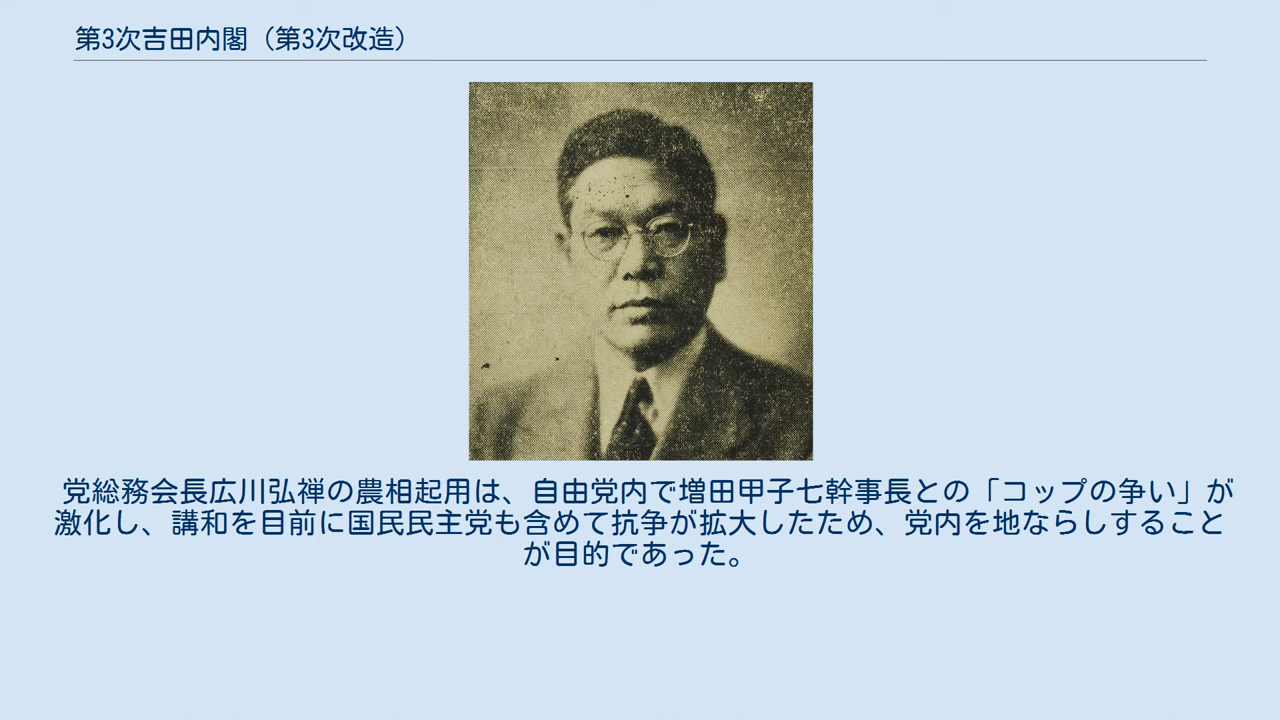 第3次吉田内閣（第3次改造）
党総務会長広川弘禅の農相起用は、自由党内で増田甲子七幹事長との「コップの争い」が
激化し、講和を目前に国民民主党も含めて抗争が拡大したため、党内を地ならしすること
が目的であった。